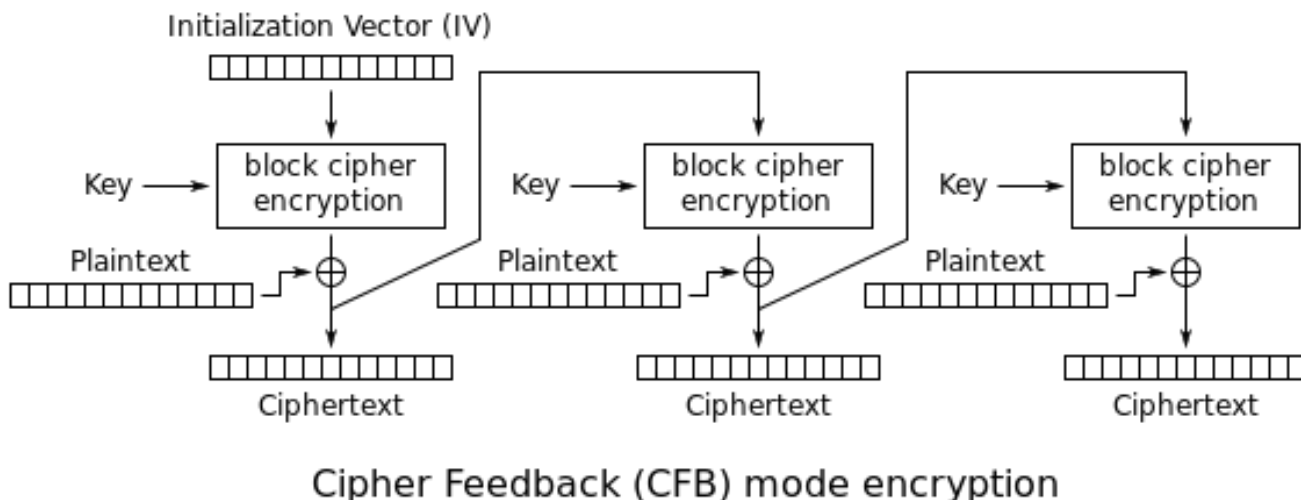 Initialization Vector (IV)
Key
block cipher
encryption
Key
block cipher
encryption
Key
block cipher
encryption
Plaintext
Plaintext
Plaintext
Ciphertext
Ciphertext
Ciphertext
Cipher Feedback (CFB) mode encryption